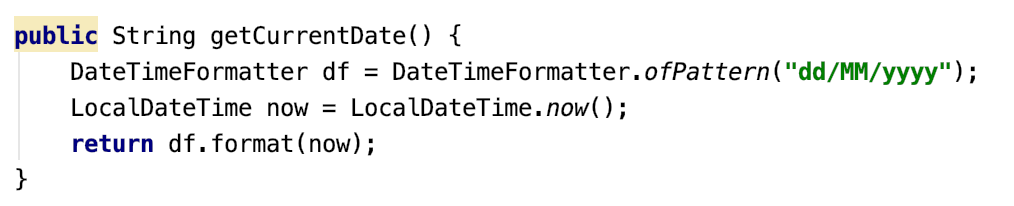 public String getCurrentDate() {
    DateTimeFormatter df = DateTimeFormatter.ofPattern("dd/MM/yyyy");
    LocalDateTime now = LocalDateTime.now();
    return df.format(now);
}